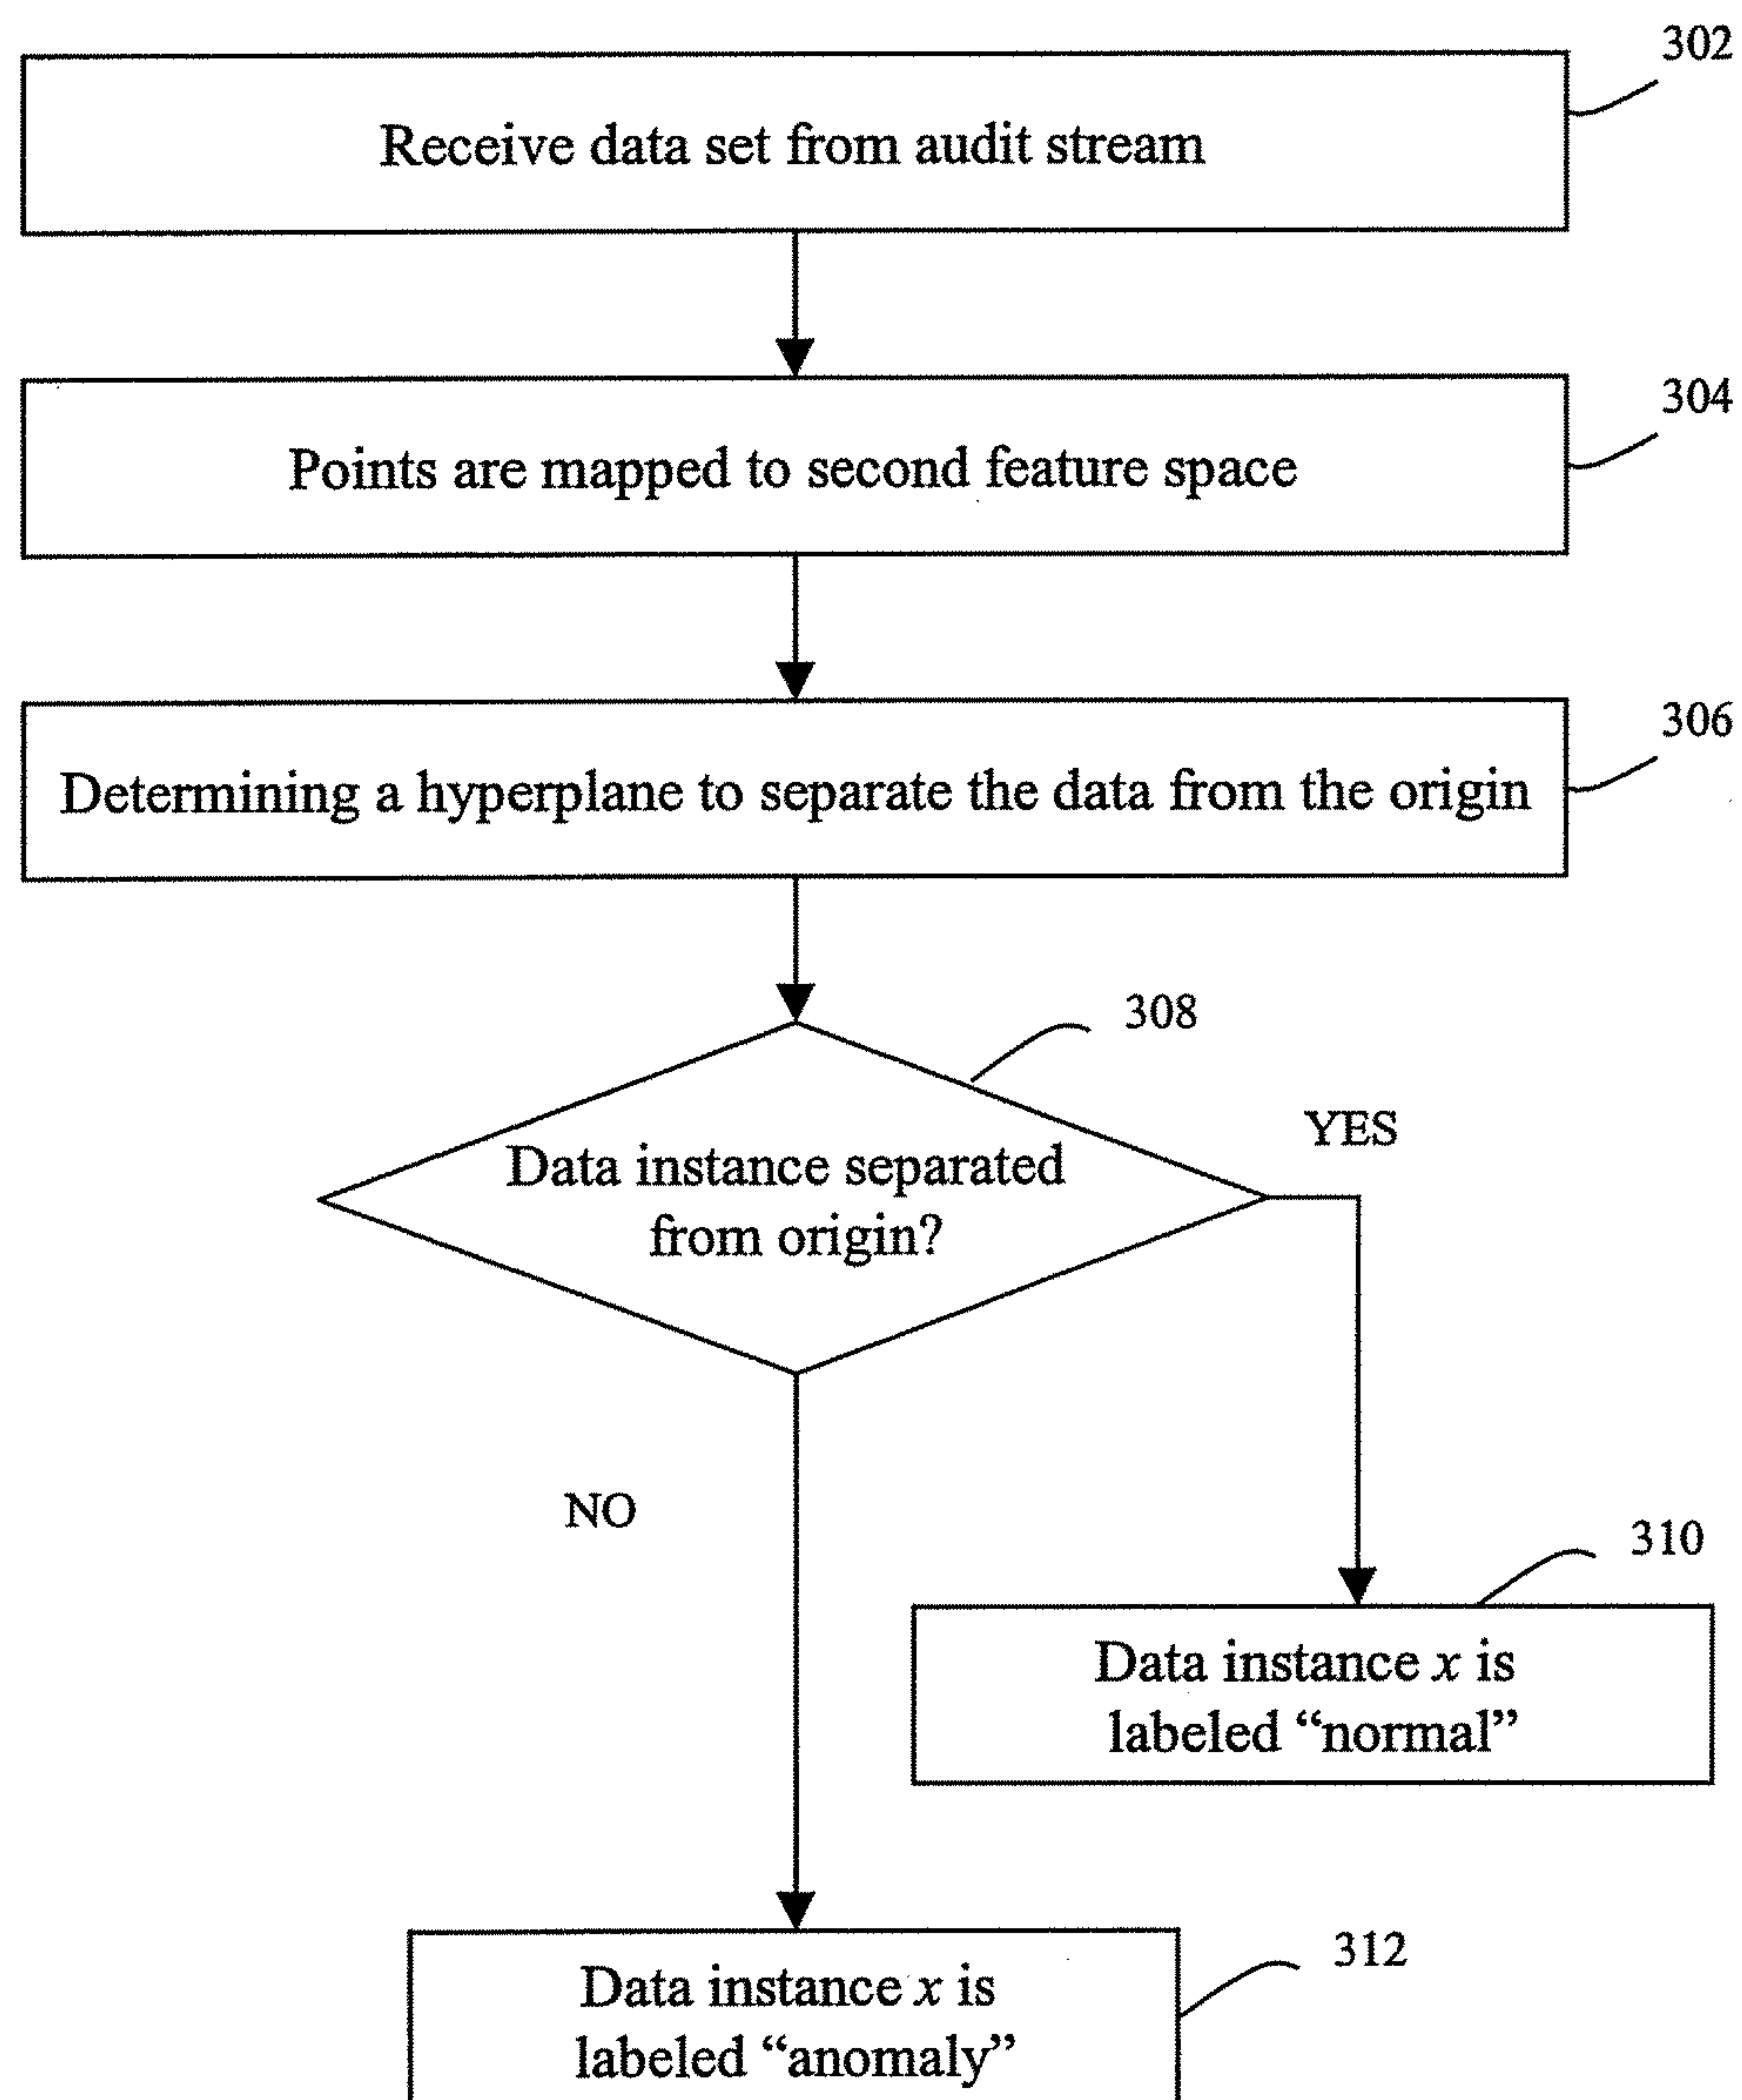 302
Receive data set from audit stream
304
Points are mapped to second feature space
306
Determining a hyperplane to separate the data from the origin
308
Data instance separated
from origin?
YES
NO
310
Data instance x is
labeled “normal”
312
Data instance x is
labeled “anomaly”